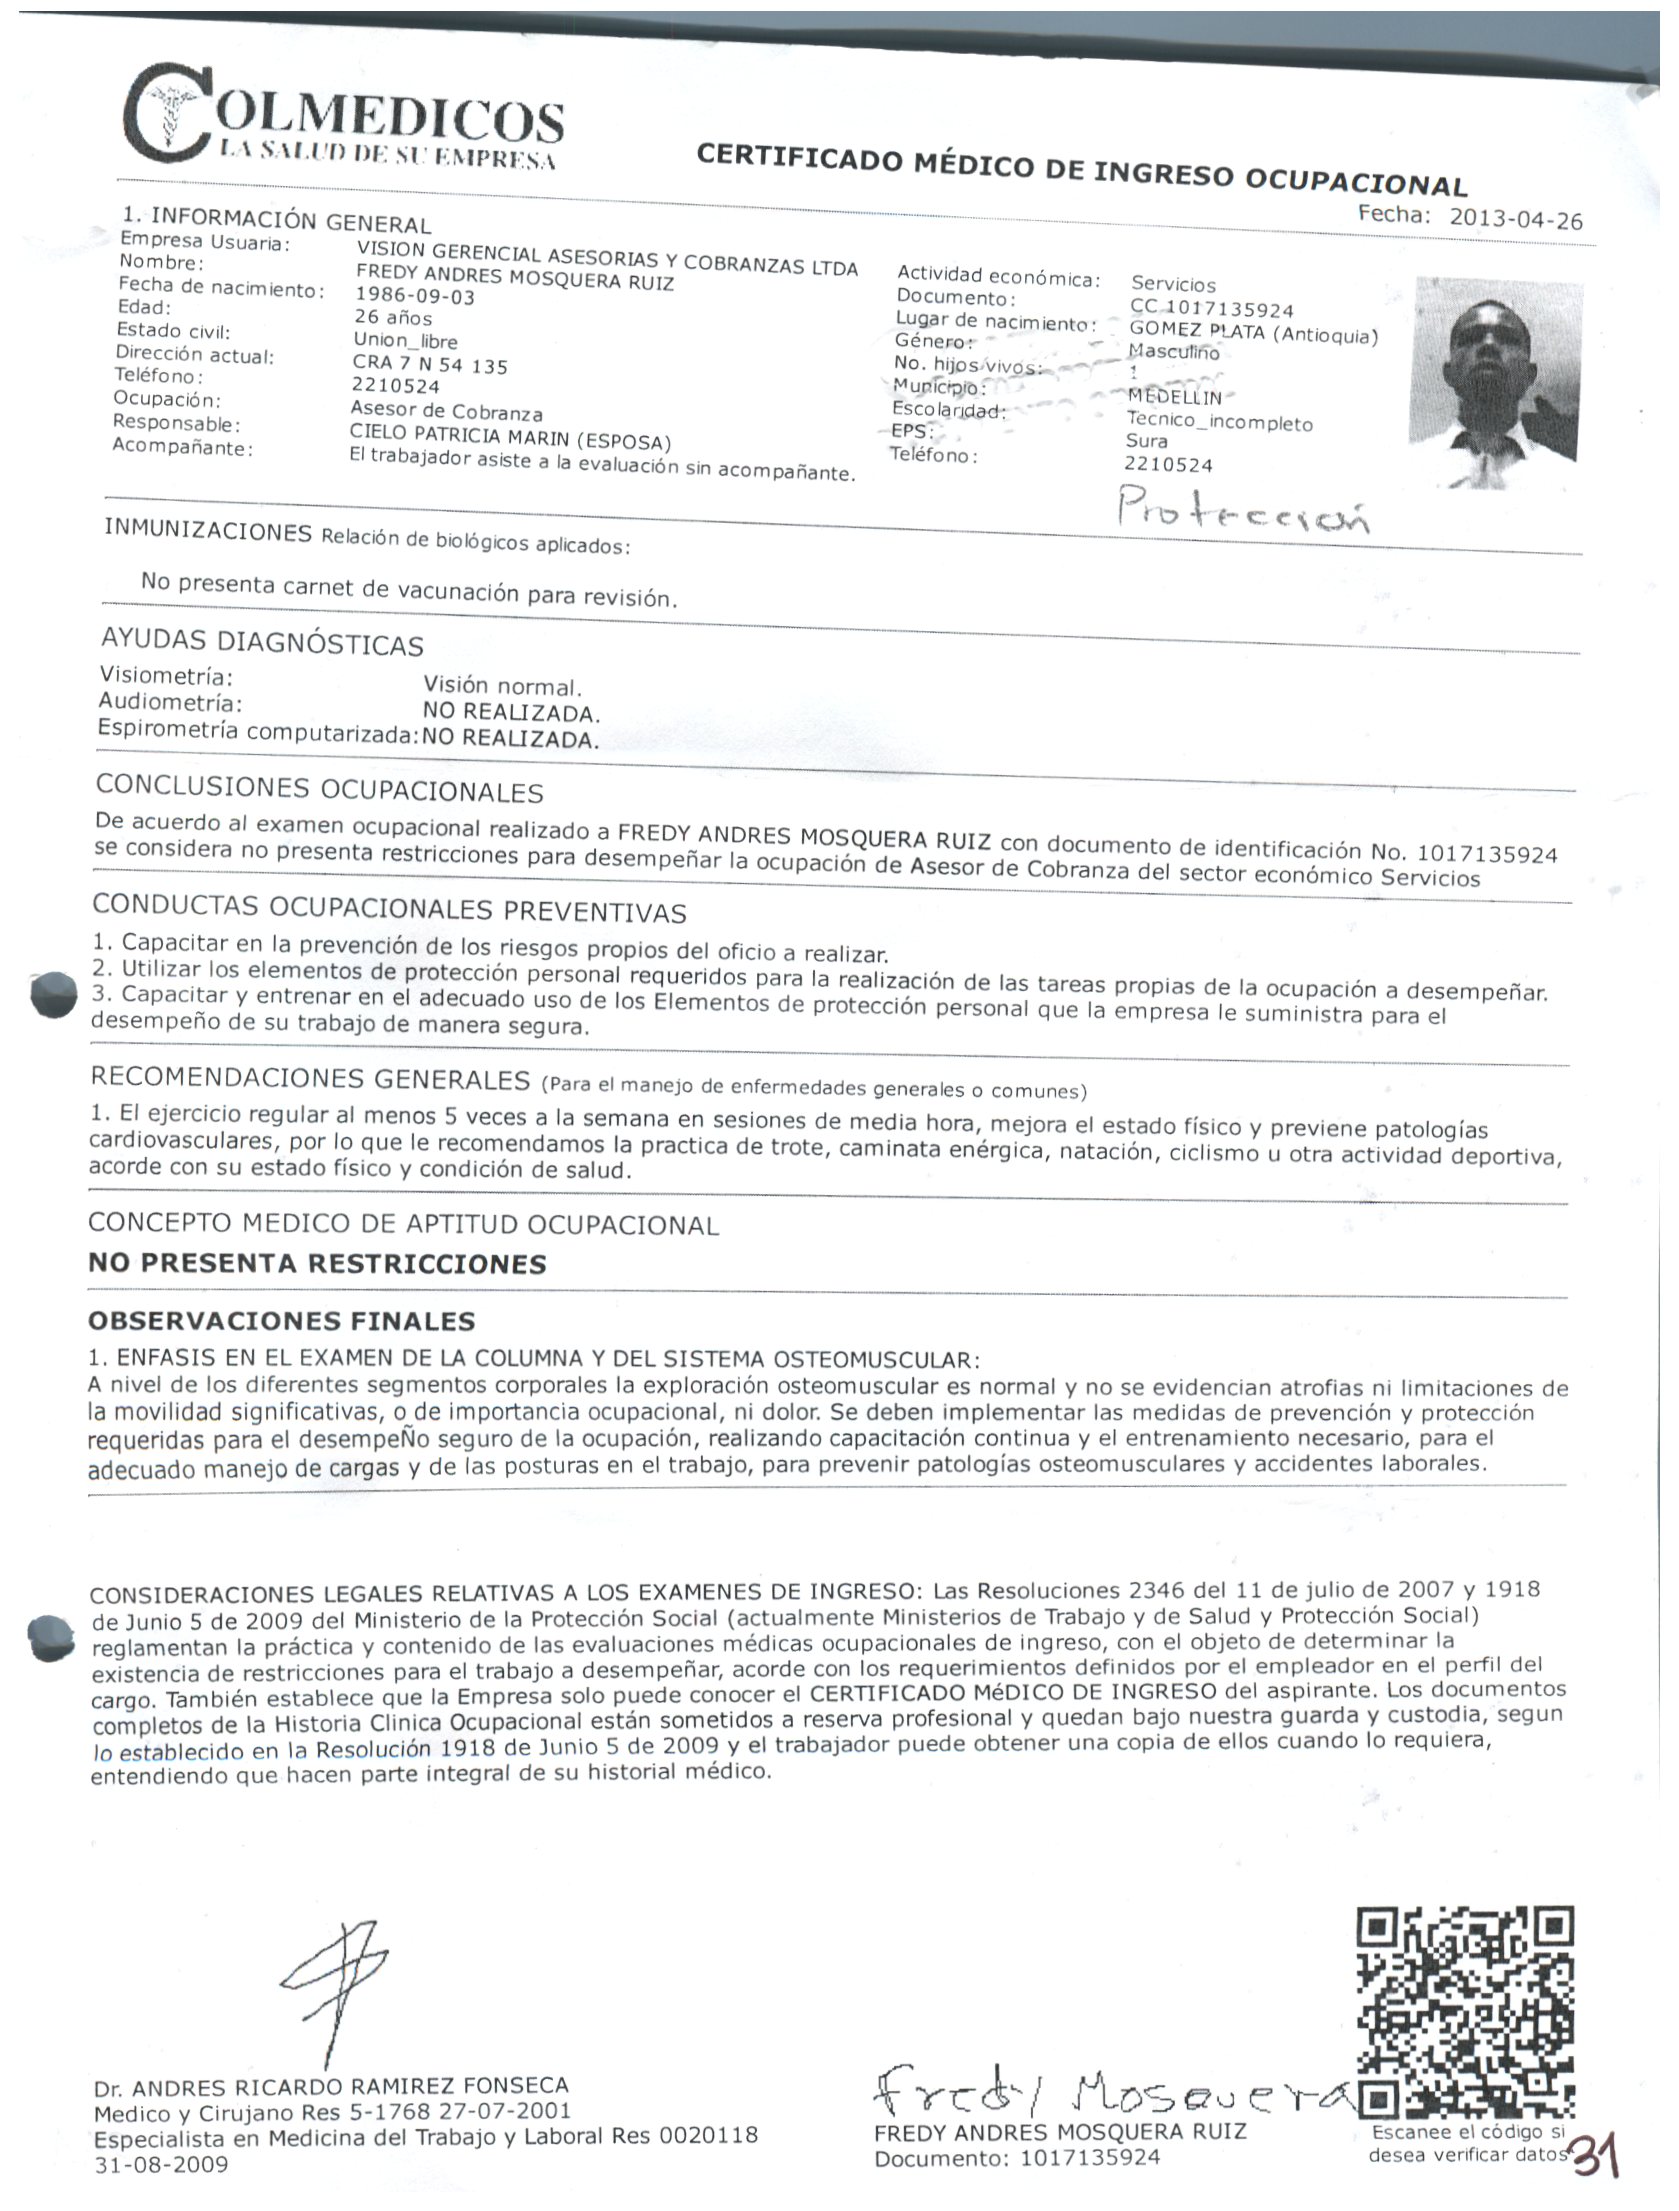 COLMEDICOS
LA SALUD DE SU EMPRESA
CERTIFICADO MÉDICO DE INGRESO OCUPACIONAL
Fecha: 2013-04-26
1. INFORMACIÓN GENERAL
Empresa Usuaria: VISION GERENCIAL ASESORIAS Y COBRANZAS LTDA Actividad económica: Servicios
Nombre: FREDY ANDRES MOSQUERA RUIZ Documento: CC 1017135924
Fecha de nacimiento: 1986-09-03 Lugar de nacimiento: GOMEZ PLATA (Antioquia)
Edad: 26 años Género: Masculino
Estado civil: Union_libre No. hijos vivos: 1
Dirección actual: CRA 7 N 54 135 Municipio: MEDELLIN
Teléfono: 2210524 Escolaridad: Tecnico_incompleto
Ocupación: Asesor de Cobranza EPS: Sura
Responsable: CIELO PATRICIA MARIN (ESPOSA) Teléfono: 2210524
Acompañante: El trabajador asiste a la evaluación sin acompañante.
Protección
INMUNIZACIONES Relación de biológicos aplicados:
No presenta carnet de vacunación para revisión.
AYUDAS DIAGNÓSTICAS
Visiometría: Visión normal.
Audiometría: NO REALIZADA.
Espirometría computarizada: NO REALIZADA.
CONCLUSIONES OCUPACIONALES
De acuerdo al examen ocupacional realizado a FREDY ANDRES MOSQUERA RUIZ con documento de identificación No. 1017135924
se considera no presenta restricciones para desempeñar la ocupación de Asesor de Cobranza del sector económico Servicios
CONDUCTAS OCUPACIONALES PREVENTIVAS
1. Capacitar en la prevención de los riesgos propios del oficio a realizar.
2. Utilizar los elementos de protección personal requeridos para la realización de las tareas propias de la ocupación a desempeñar.
3. Capacitar y entrenar en el adecuado uso de los Elementos de protección personal que la empresa le suministra para el
desempeño de su trabajo de manera segura.
RECOMENDACIONES GENERALES (Para el manejo de enfermedades generales o comunes)
1. El ejercicio regular al menos 5 veces a la semana en sesiones de media hora, mejora el estado físico y previene patologías
cardiovasculares, por lo que le recomendamos la practica de trote, caminata enérgica, natación, ciclismo u otra actividad deportiva,
acorde con su estado físico y condición de salud.
CONCEPTO MEDICO DE APTITUD OCUPACIONAL
NO PRESENTA RESTRICCIONES
OBSERVACIONES FINALES
1. ENFASIS EN EL EXAMEN DE LA COLUMNA Y DEL SISTEMA OSTEOMUSCULAR:
A nivel de los diferentes segmentos corporales la exploración osteomuscular es normal y no se evidencian atrofias ni limitaciones de
la movilidad significativas, o de importancia ocupacional, ni dolor. Se deben implementar las medidas de prevención y protección
requeridas para el desempeÑo seguro de la ocupación, realizando capacitación continua y el entrenamiento necesario, para el
adecuado manejo de cargas y de las posturas en el trabajo, para prevenir patologías osteomusculares y accidentes laborales.
CONSIDERACIONES LEGALES RELATIVAS A LOS EXAMENES DE INGRESO: Las Resoluciones 2346 del 11 de julio de 2007 y 1918
de Junio 5 de 2009 del Ministerio de la Protección Social (actualmente Ministerios de Trabajo y de Salud y Protección Social)
reglamentan la práctica y contenido de las evaluaciones médicas ocupacionales de ingreso, con el objeto de determinar la
existencia de restricciones para el trabajo a desempeñar, acorde con los requerimientos definidos por el empleador en el perfil del
cargo. También establece que la Empresa solo puede conocer el CERTIFICADO MéDICO DE INGRESO del aspirante. Los documentos
completos de la Historia Clinica Ocupacional están sometidos a reserva profesional y quedan bajo nuestra guarda y custodia, segun
lo establecido en la Resolución 1918 de Junio 5 de 2009 y el trabajador puede obtener una copia de ellos cuando lo requiera,
entendiendo que hacen parte integral de su historial médico.
Dr. ANDRES RICARDO RAMIREZ FONSECA
Medico y Cirujano Res 5-1768 27-07-2001
Especialista en Medicina del Trabajo y Laboral Res 0020118
31-08-2009
Fredy Mosquera
FREDY ANDRES MOSQUERA RUIZ
Documento: 1017135924
Escanee el código si
desea verificar datos
31